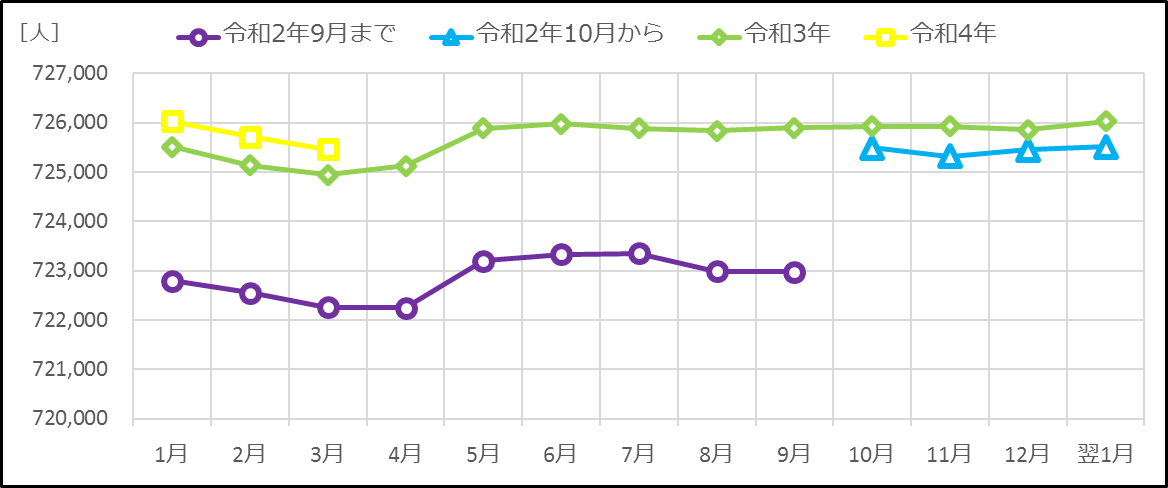 ［人］
令和2年9月まで 令和2年10月から 令和3年 令和4年
727,000
726,000
725,000
724,000
723,000
722,000
721,000
720,000
1月 2月 3月 4月 5月 6月 7月 8月 9月 10月 11月 12月 翌1月